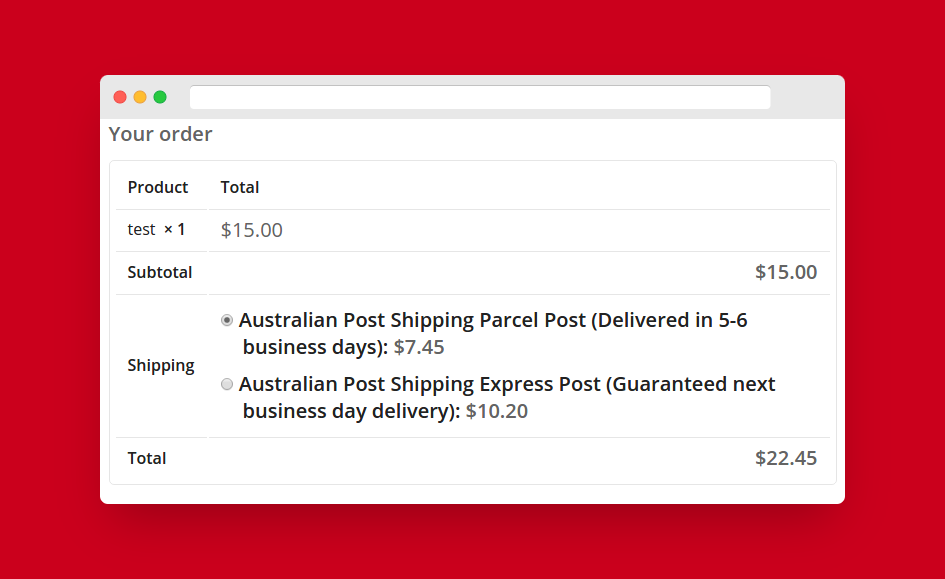 Your order
Product Total
test × 1 $15.00
Subtotal $15.00
Australian Post Shipping Parcel Post (Delivered in 5-6
business days): $7.45
Shipping
Australian Post Shipping Express Post (Guaranteed next
business day delivery): $10.20
Total $22.45